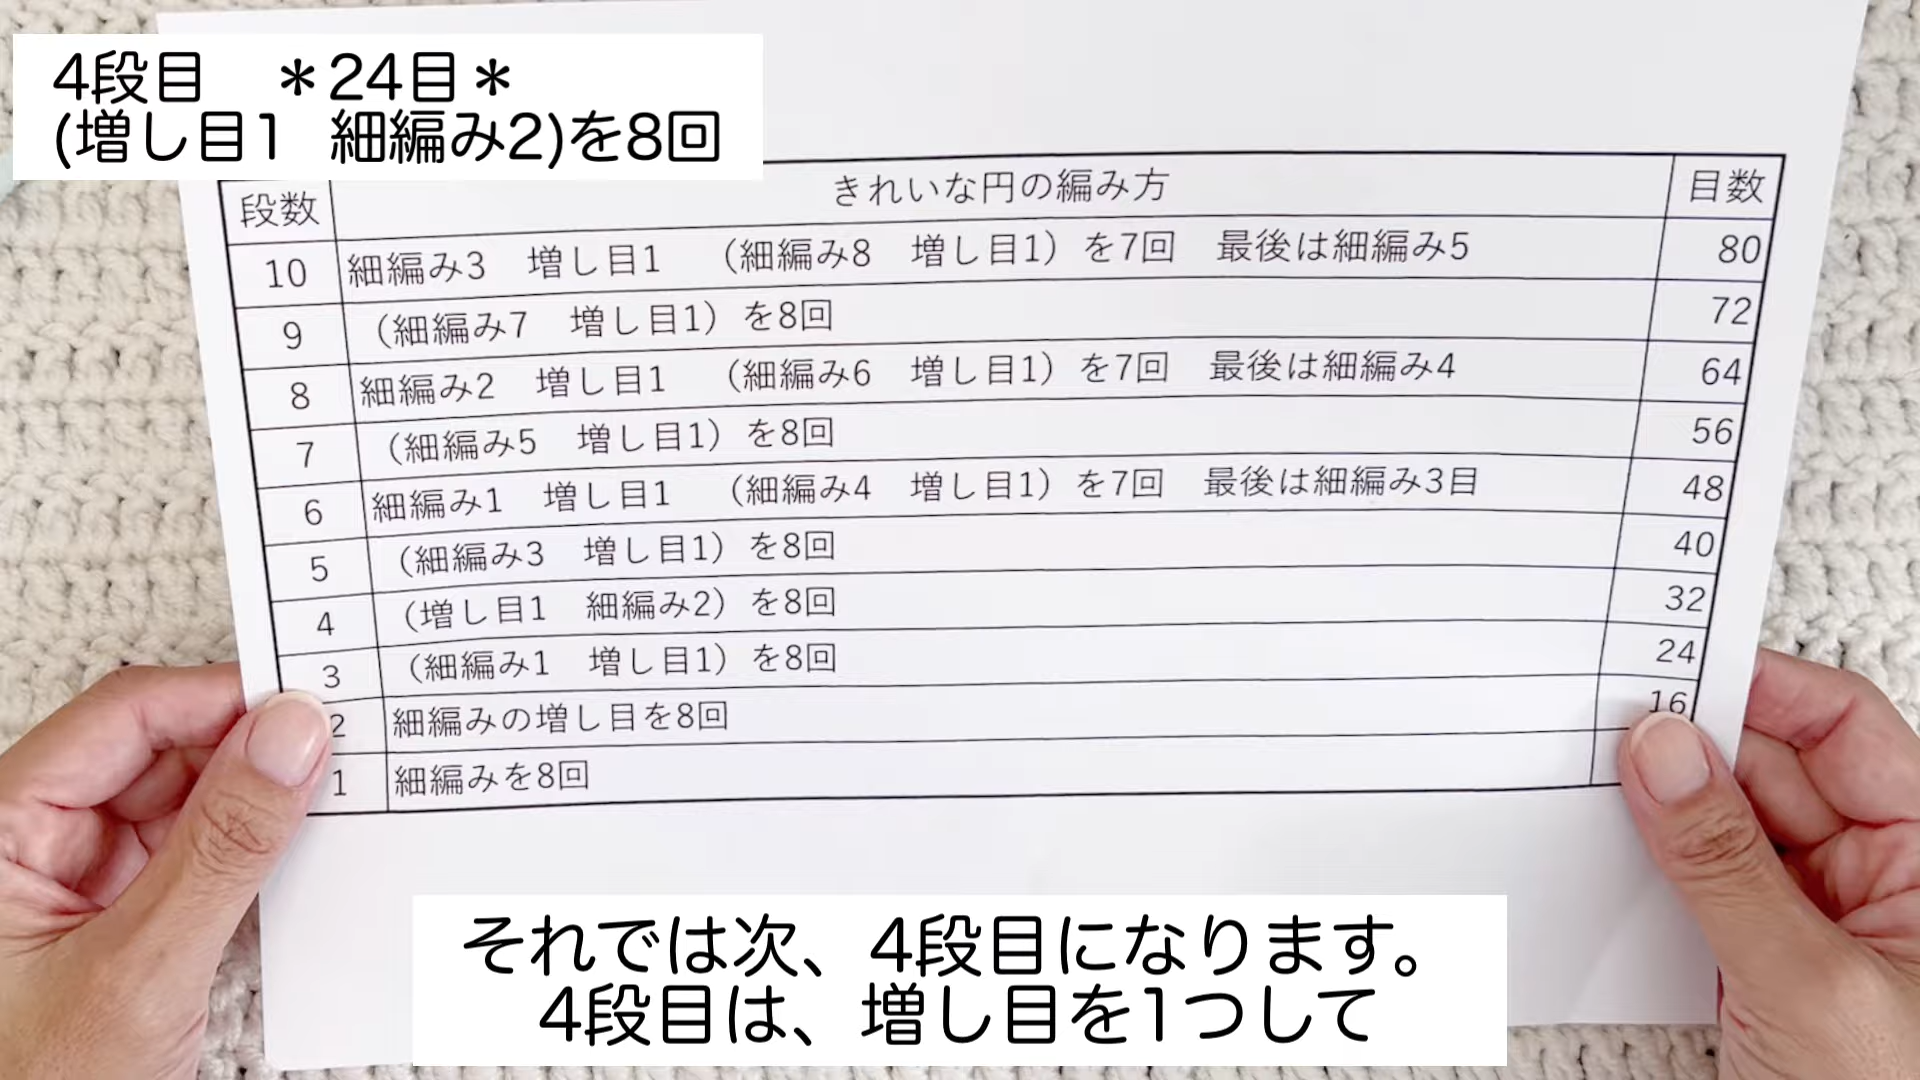 4段目 ＊24目＊
(増し目1 細編み2)を8回
段数 きれいな円の編み方 目数
10 細編み3 増し目1 （細編み8 増し目1）を7回 最後は細編み5 80
9 （細編み7 増し目1）を8回 72
8 細編み2 増し目1 （細編み6 増し目1）を7回 最後は細編み4 64
7 （細編み5 増し目1）を8回 56
6 細編み1 増し目1 （細編み4 増し目1）を7回 最後は細編み3目 48
5 （細編み3 増し目1）を8回 40
4 （増し目1 細編み2）を8回 32
3 （細編み1 増し目1）を8回 24
2 細編みの増し目を8回 16
1 細編みを8回
それでは次、4段目になります。
4段目は、増し目を1つして